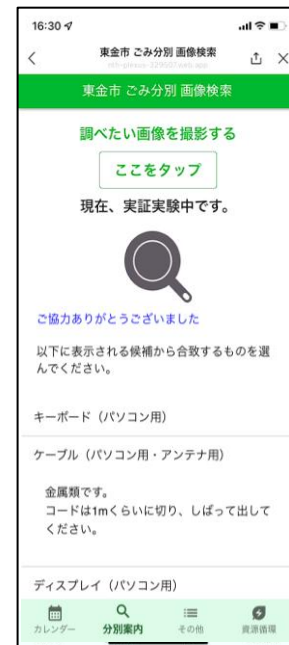 16:30
東金市 ごみ分別 画像検索
東金市 ごみ分別 画像検索
調べたい画像を撮影する
ここをタップ
現在、実証実験中です。
ご協力ありがとうございました
以下に表示される候補から合致するものを選
んでください。
キーボード（パソコン用）
ケーブル（パソコン用・アンテナ用）
金属類です。
コードは1mくらいに切り、しばって出して
ください。
ディスプレイ（パソコン用）
カレンダー
分別案内
その他
資源循環